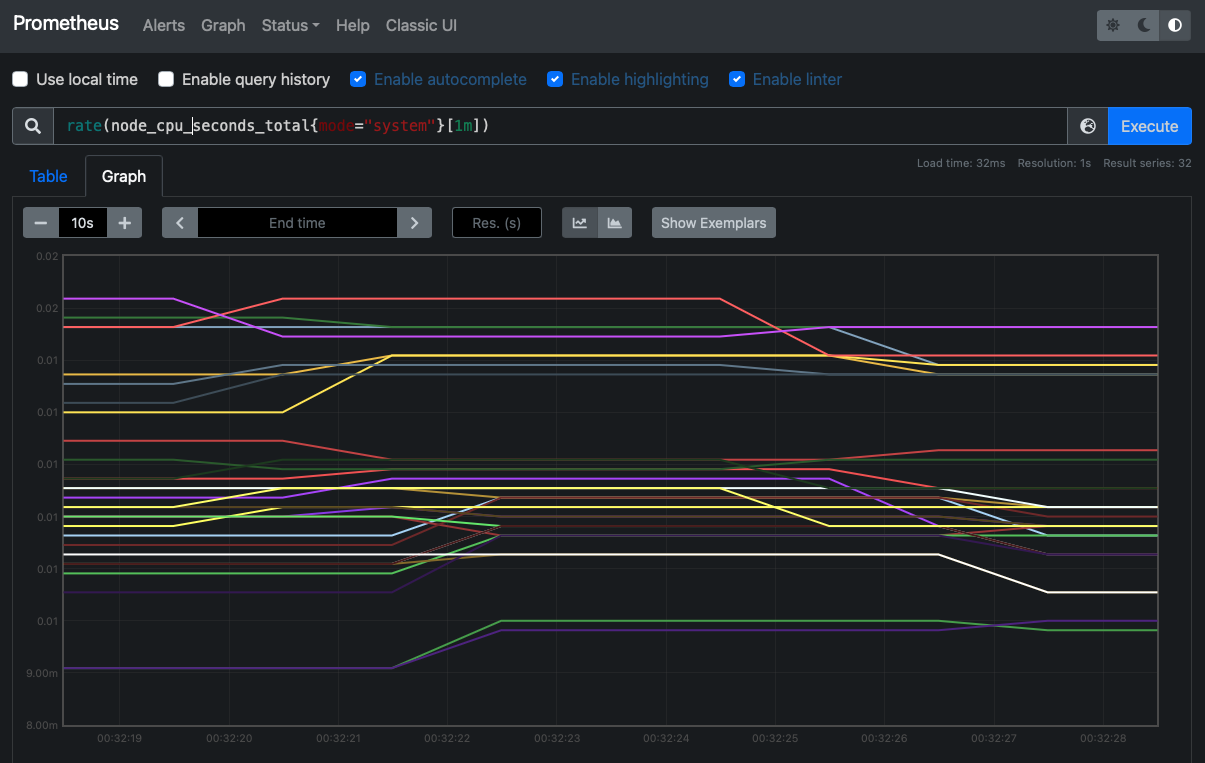 Prometheus Alerts Graph Status Help Classic UI
Use local time Enable query history Enable autocomplete Enable highlighting Enable linter
rate(node_cpu_seconds_total{mode="system"}[1m]) Execute
Load time: 32ms Resolution: 1s Result series: 32
Table Graph
10s End time Res. (s) Show Exemplars
0.02
0.02
0.01
0.01
0.01
0.01
0.01
0.01
9.00m
8.00m
00:32:19 00:32:20 00:32:21 00:32:22 00:32:23 00:32:24 00:32:25 00:32:26 00:32:27 00:32:28